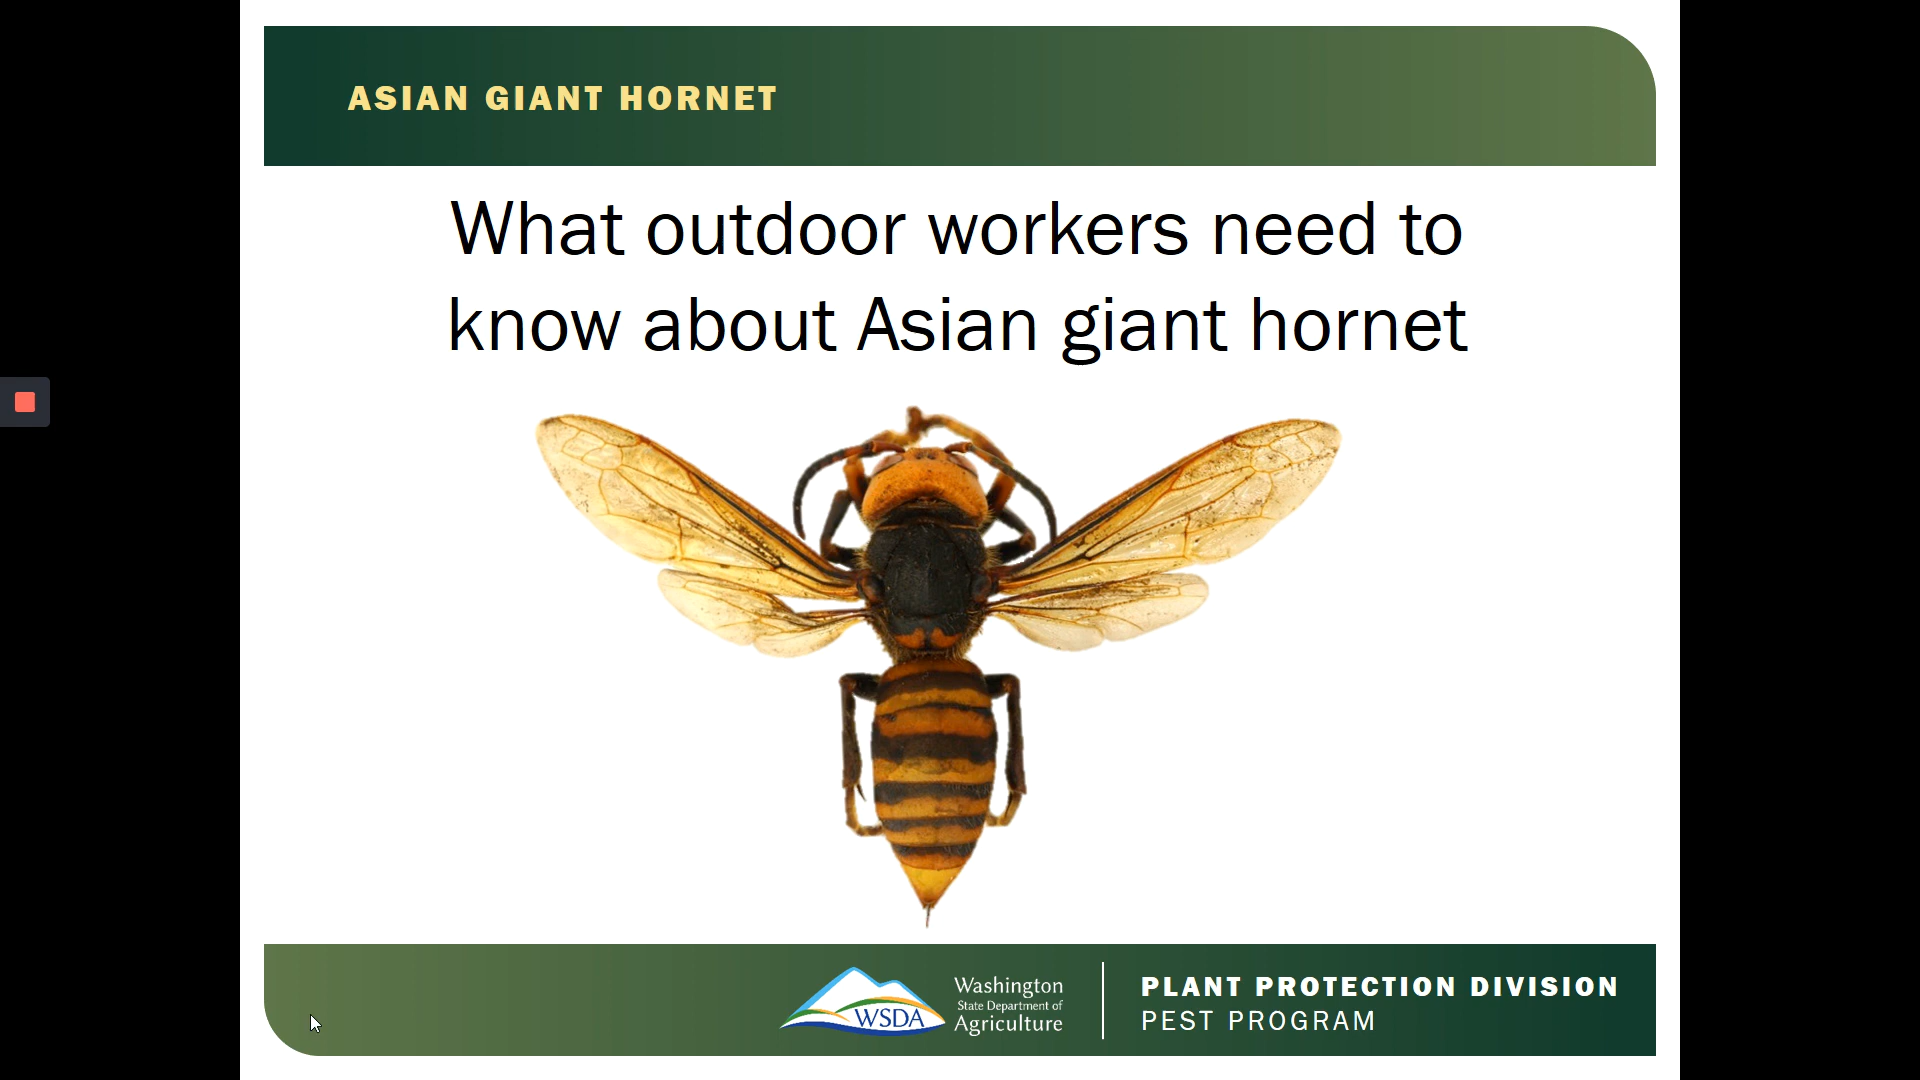 ASIAN GIANT HORNET
What outdoor workers need to
know about Asian giant hornet
WSDA
Washington
State Department of
Agriculture
PLANT PROTECTION DIVISION
PEST PROGRAM